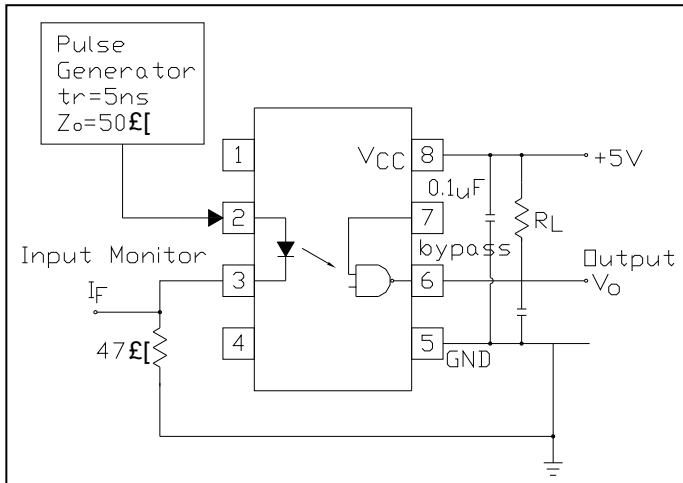 Pulse
Generator
tr=5ns
Zo=50£[
1
VCC
8
+5V
0.1uF
2
7
RL
Input Monitor
bypass
Output
3
6
Vo
IF
4
5
47£[
GND